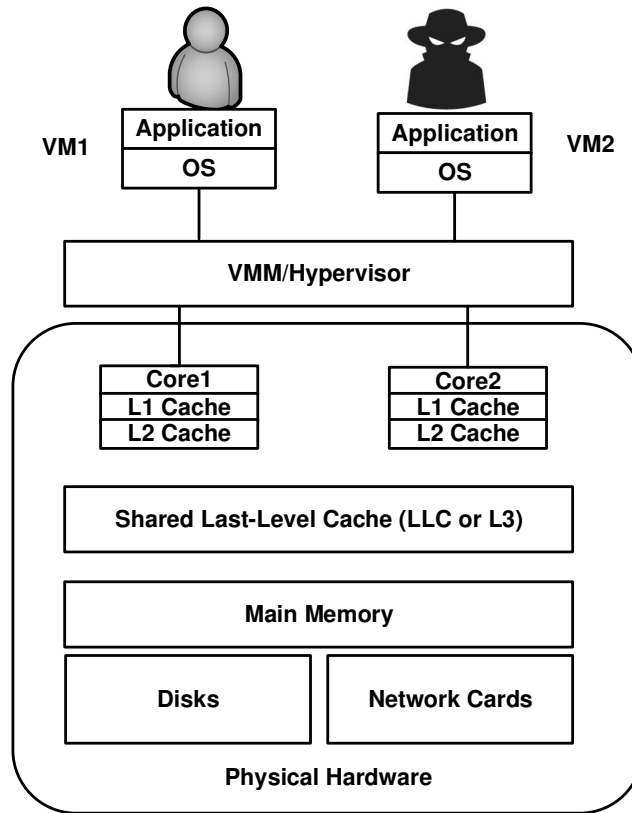 VM1
Application
OS
Application
OS
VM2
VMM/Hypervisor
Core1
L1 Cache
L2 Cache
Core2
L1 Cache
L2 Cache
Shared Last-Level Cache (LLC or L3)
Main Memory
Disks
Network Cards
Physical Hardware